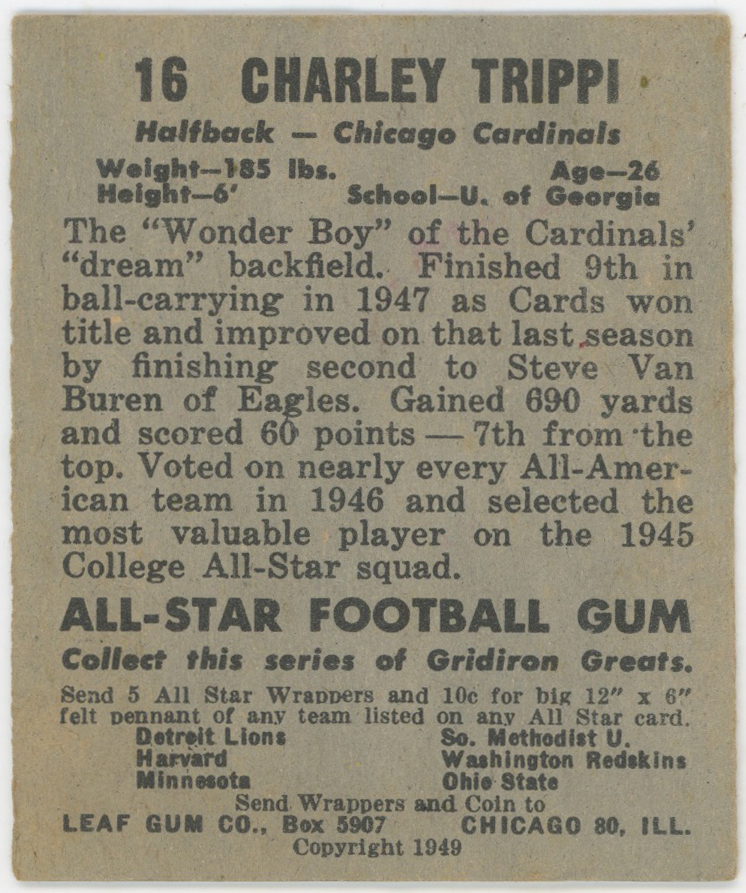 16 CHARLEY TRIPPI
Halfback — Chicago Cardinals
Weight—185 lbs. Age—26
Height—6' School—U. of Georgia
The "Wonder Boy" of the Cardinals'
"dream" backfield. Finished 9th in
ball-carrying in 1947 as Cards won
title and improved on that last season
by finishing second to Steve Van
Buren of Eagles. Gained 690 yards
and scored 60 points — 7th from the
top. Voted on nearly every All-Amer-
ican team in 1946 and selected the
most valuable player on the 1945
College All-Star squad.
ALL-STAR FOOTBALL GUM
Collect this series of Gridiron Greats.
Send 5 All Star Wrappers and 10c for big 12" x 6"
felt pennant of any team listed on any All Star card.
Detroit Lions So. Methodist U.
Harvard Washington Redskins
Minnesota Ohio State
Send Wrappers and Coin to
LEAF GUM CO., Box 5907 CHICAGO 80, ILL.
Copyright 1949